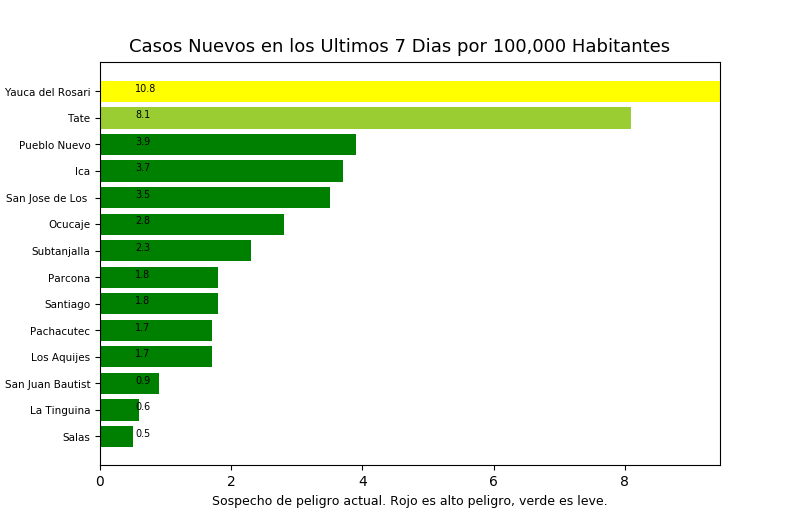 Casos Nuevos en los Ultimos 7 Dias por 100,000 Habitantes
Yauca del Rosari 10.8
Tate 8.1
Pueblo Nuevo 3.9
Ica 3.7
San Jose de Los 3.5
Ocucaje 2.8
Subtanjalla 2.3
Parcona 1.8
Santiago 1.8
Pachacutec 1.7
Los Aquijes 1.7
San Juan Bautist 0.9
La Tinguina 0.6
Salas 0.5
0 2 4 6 8
Sospecho de peligro actual. Rojo es alto peligro, verde es leve.